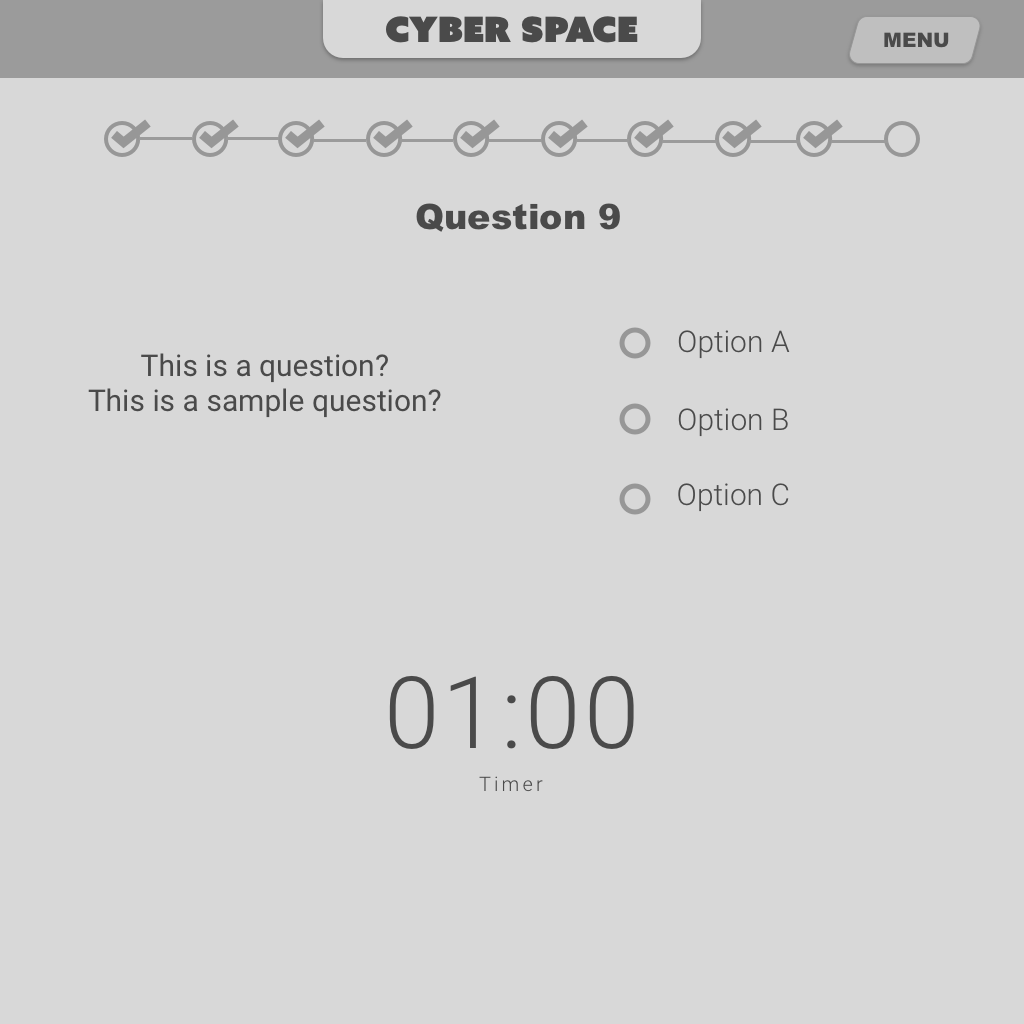 CYBER SPACE
MENU
Question 9
This is a question?
This is a sample question?
Option A
Option B
Option C
01:00
Timer